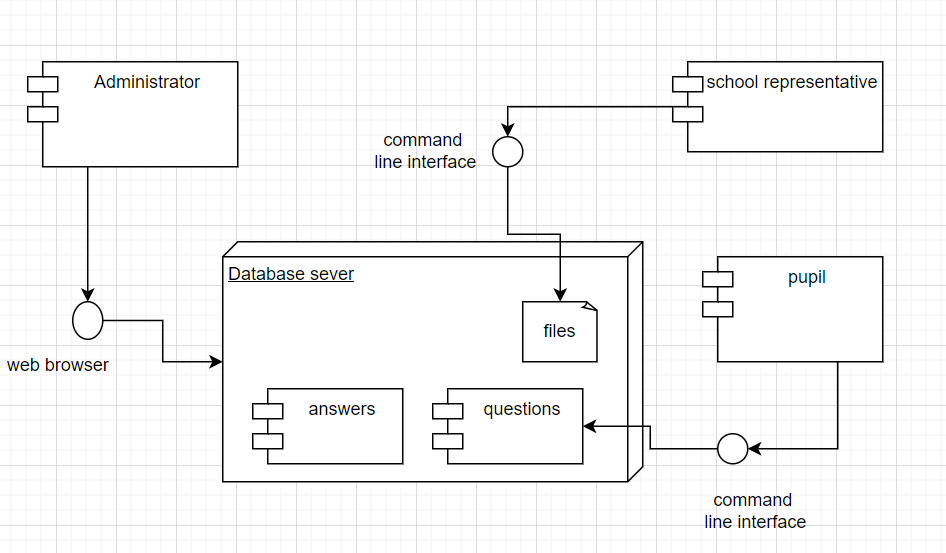 Administrator
school representative
command
line interface
Database sever
pupil
files
web browser
answers
questions
command
line interface